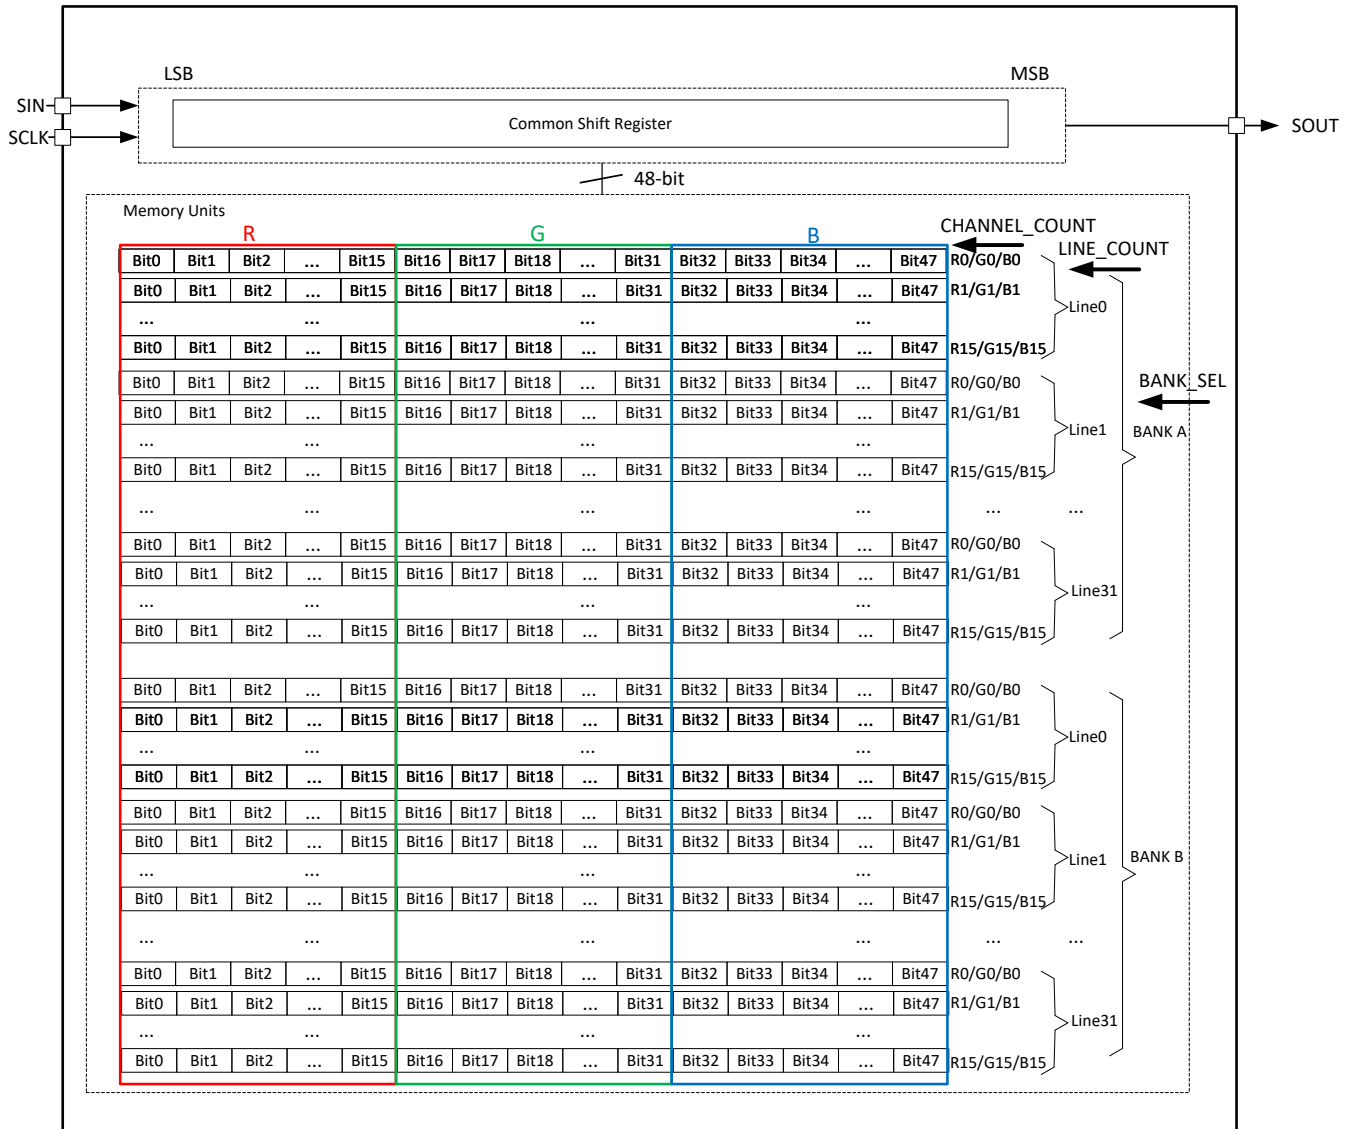 LSB MSB
SIN
SCLK
Common Shift Register
SOUT
48-bit
Memory Units
R G B
CHANNEL_COUNT
LINE_COUNT
Bit0 Bit1 Bit2 ... Bit15 Bit16 Bit17 Bit18 ... Bit31 Bit32 Bit33 Bit34 ... Bit47 R0/G0/B0
Bit0 Bit1 Bit2 ... Bit15 Bit16 Bit17 Bit18 ... Bit31 Bit32 Bit33 Bit34 ... Bit47 R1/G1/B1
... ... ... ... Line0
Bit0 Bit1 Bit2 ... Bit15 Bit16 Bit17 Bit18 ... Bit31 Bit32 Bit33 Bit34 ... Bit47 R15/G15/B15
Bit0 Bit1 Bit2 ... Bit15 Bit16 Bit17 Bit18 ... Bit31 Bit32 Bit33 Bit34 ... Bit47 R0/G0/B0
BANK_SEL
Bit0 Bit1 Bit2 ... Bit15 Bit16 Bit17 Bit18 ... Bit31 Bit32 Bit33 Bit34 ... Bit47 R1/G1/B1
... ... ... ... Line1 BANK A
Bit0 Bit1 Bit2 ... Bit15 Bit16 Bit17 Bit18 ... Bit31 Bit32 Bit33 Bit34 ... Bit47 R15/G15/B15
... ... ... ... ... ...
Bit0 Bit1 Bit2 ... Bit15 Bit16 Bit17 Bit18 ... Bit31 Bit32 Bit33 Bit34 ... Bit47 R0/G0/B0
Bit0 Bit1 Bit2 ... Bit15 Bit16 Bit17 Bit18 ... Bit31 Bit32 Bit33 Bit34 ... Bit47 R1/G1/B1
... ... ... ... Line31
Bit0 Bit1 Bit2 ... Bit15 Bit16 Bit17 Bit18 ... Bit31 Bit32 Bit33 Bit34 ... Bit47 R15/G15/B15
Bit0 Bit1 Bit2 ... Bit15 Bit16 Bit17 Bit18 ... Bit31 Bit32 Bit33 Bit34 ... Bit47 R0/G0/B0
Bit0 Bit1 Bit2 ... Bit15 Bit16 Bit17 Bit18 ... Bit31 Bit32 Bit33 Bit34 ... Bit47 R1/G1/B1
... ... ... ... Line0
Bit0 Bit1 Bit2 ... Bit15 Bit16 Bit17 Bit18 ... Bit31 Bit32 Bit33 Bit34 ... Bit47 R15/G15/B15
Bit0 Bit1 Bit2 ... Bit15 Bit16 Bit17 Bit18 ... Bit31 Bit32 Bit33 Bit34 ... Bit47 R0/G0/B0
Bit0 Bit1 Bit2 ... Bit15 Bit16 Bit17 Bit18 ... Bit31 Bit32 Bit33 Bit34 ... Bit47 R1/G1/B1
... ... ... ... Line1 BANK B
Bit0 Bit1 Bit2 ... Bit15 Bit16 Bit17 Bit18 ... Bit31 Bit32 Bit33 Bit34 ... Bit47 R15/G15/B15
... ... ... ... ... ...
Bit0 Bit1 Bit2 ... Bit15 Bit16 Bit17 Bit18 ... Bit31 Bit32 Bit33 Bit34 ... Bit47 R0/G0/B0
Bit0 Bit1 Bit2 ... Bit15 Bit16 Bit17 Bit18 ... Bit31 Bit32 Bit33 Bit34 ... Bit47 R1/G1/B1
... ... ... ... Line31
Bit0 Bit1 Bit2 ... Bit15 Bit16 Bit17 Bit18 ... Bit31 Bit32 Bit33 Bit34 ... Bit47 R15/G15/B15